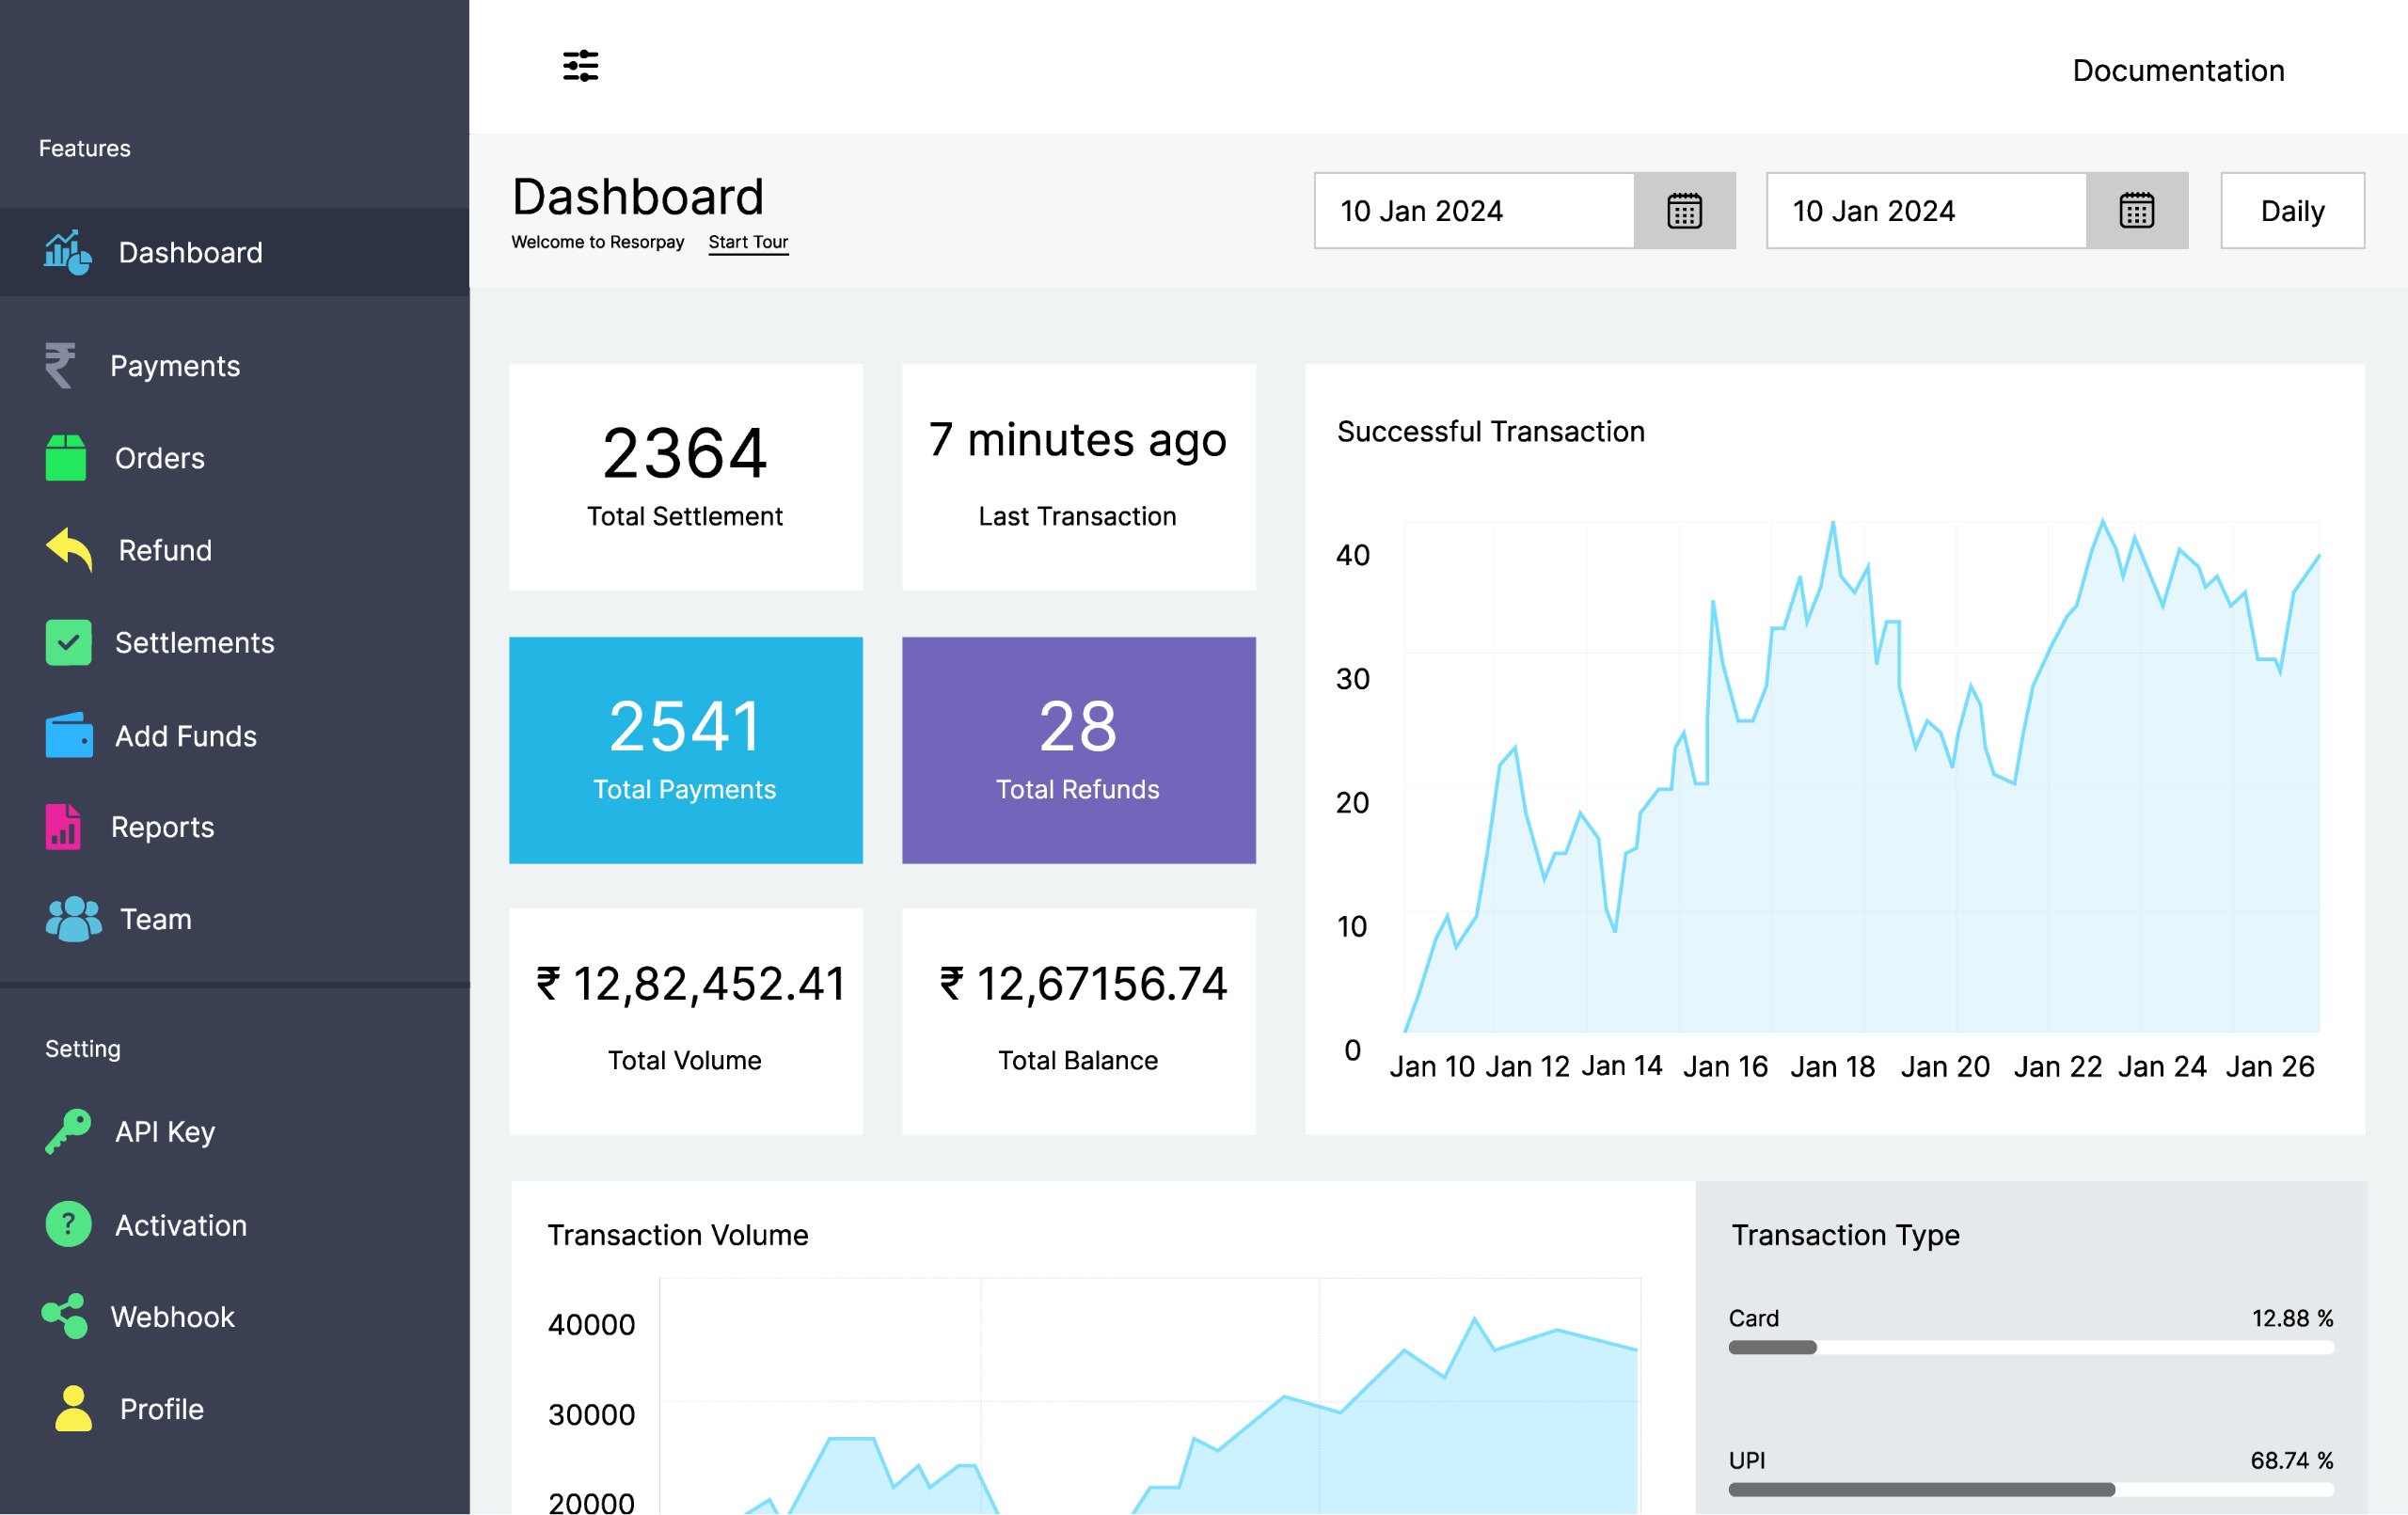 Features
Dashboard
Payments
Orders
Refund
Settlements
Add Funds
Reports
Team
Setting
API Key
Activation
Webhook
Profile
Documentation
Dashboard
Welcome to Resorpay Start Tour
10 Jan 2024
10 Jan 2024
Daily
2364
Total Settlement
7 minutes ago
Last Transaction
2541
Total Payments
28
Total Refunds
₹ 12,82,452.41
Total Volume
₹ 12,67156.74
Total Balance
Successful Transaction
40
30
20
10
0
Jan 10 Jan 12 Jan 14 Jan 16 Jan 18 Jan 20 Jan 22 Jan 24 Jan 26
Transaction Volume
40000
30000
20000
Transaction Type
Card 12.88 %
UPI 68.74 %